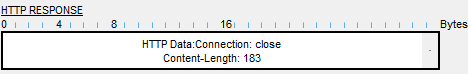 HTTP RESPONSE
0 4 8 16 Bytes
HTTP Data:Connection: close
Content-Length: 183